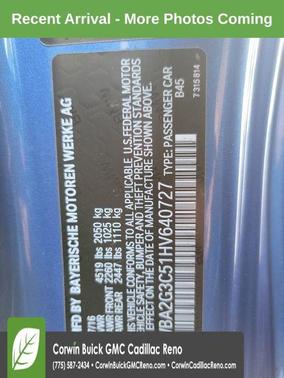 Recent Arrival - More Photos Coming
MFD BY BAYERISCHE MOTOREN WERKE AG
7/16
GVWR 4519 lbs 2050 kg
GAWR FRONT 2260 lbs 1025 kg
GAWR REAR 2447 lbs 1110 kg
THIS VEHICLE CONFORMS TO ALL APPLICABLE U.S. FEDERAL MOTOR
VEHICLE SAFETY, BUMPER AND THEFT PREVENTION STANDARDS
IN EFFECT ON THE DATE OF MANUFACTURE SHOWN ABOVE.
WBA2G3C51HV640727 TYPE: PASSENGER CAR
B45
7 315 814
Corwin Buick GMC Cadillac Reno
(775) 587-2434 • CorwinBuickGMCReno.com • CorwinCadillacReno.com